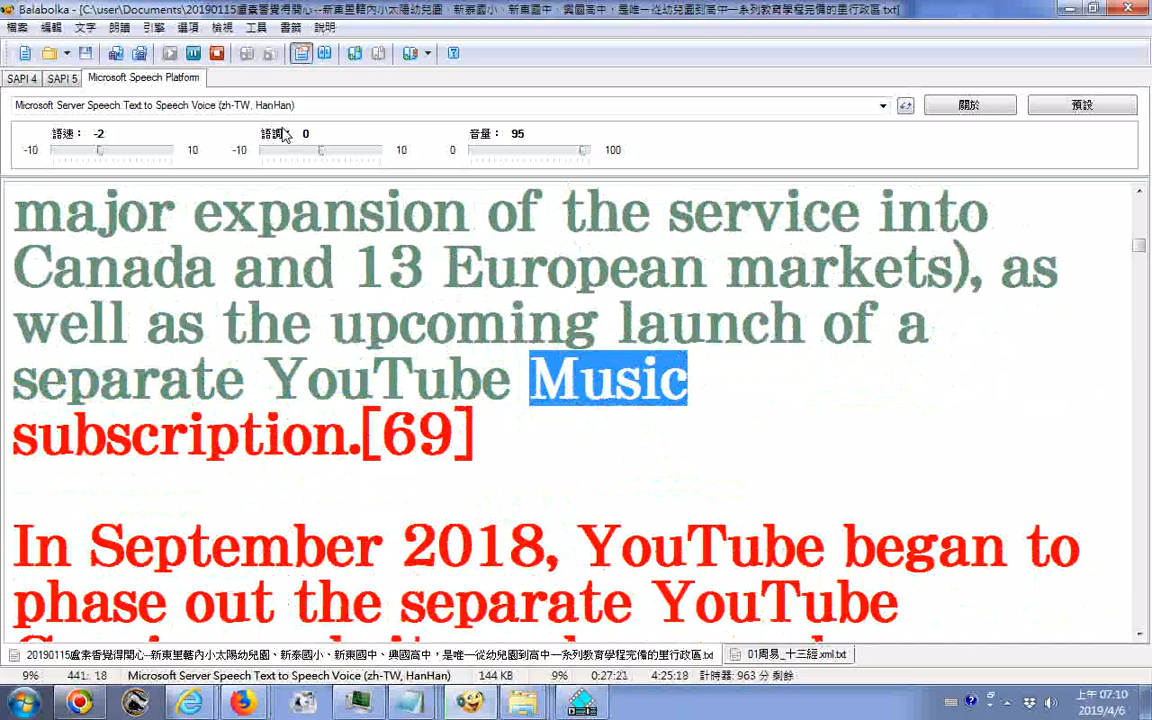 Balabolka - [C:\user\Documents\20190115盧素香覺得開心--新東里轄內小太陽幼兒園、新泰國小、新東國中、興國高中，是唯一從幼兒園到高中一系列教育學程完備的里行政區.txt]
檔案 編輯 文字 朗讀 引擎 選項 檢視 工具 書籤 說明
SAPI 4 SAPI 5 Microsoft Speech Platform
Microsoft Server Speech Text to Speech Voice (zh-TW, HanHan) 關於 預設
語速： -2 語調： 0 音量： 95
-10 10 -10 10 0 100
major expansion of the service into
Canada and 13 European markets), as
well as the upcoming launch of a
separate YouTube Music
subscription.[69]
In September 2018, YouTube began to
phase out the separate YouTube
20190115盧素香覺得開心--新東里轄內小太陽幼兒園、新泰國小、新東國中、興國高中，是唯一從幼兒園到高中一系列教育學程完備的里行政區.txt 01周易_十三經.xml.txt
9% 441: 18 Microsoft Server Speech Text to Speech Voice (zh-TW, HanHan) 144 KB 9% 0:27:21 4:25:18 計時器: 963 分 剩餘
上午 07:10
2019/4/6